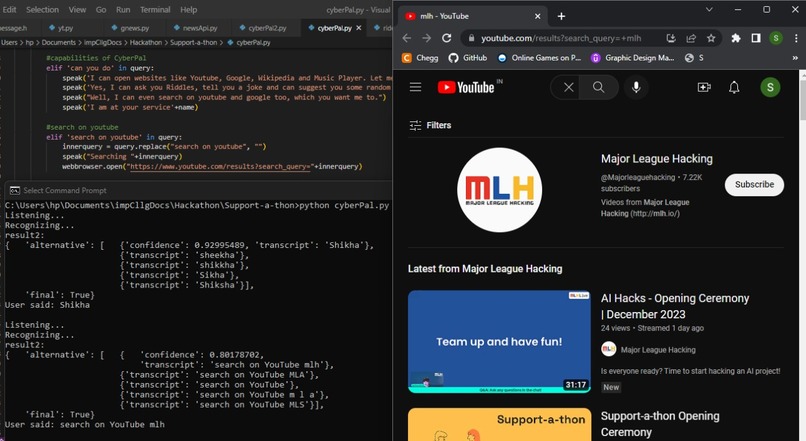 Edit Selection View Go Run Terminal Help
cyberPal.py - Visual
yt.py
gnews.py
newsApi.py
cyberPal2.py
cyberPal.py
Users > hp > Documents > impCllgDocs > Hackathon > Support-a-thon > cyberPal.py
#capabilities of CyberPal
elif 'can you do' in query:
speak('I can open websites like Youtube, Google, Wikipedia and Music Player. Let me
speak('Yes, I can ask you Riddles, tell you a joke and can suggest you some random
speak("Well, I can even search on youtube and google too, which you want me to.")
speak('I am at your service'+name)
#search on youtube
elif 'search on youtube' in query:
innerquery = query.replace("search on youtube", "")
speak("Searching "+innerquery)
webbrowser.open("https://www.youtube.com/results?search_query="+innerquery)
Select Command Prompt
C:\Users\hp\Documents\impCllgDocs\Hackathon\Support-a-thon>python cyberPal.py
Listening...
Recognizing...
result2:
{ 'alternative': [ {'confidence': 0.92995489, 'transcript': 'Shikha'},
{'transcript': 'sheekha'},
{'transcript': 'shikkha'},
{'transcript': 'Sikha'},
{'transcript': 'Shiksha'}],
'final': True}
User said: Shikha
Listening...
Recognizing...
result2:
{ 'alternative': [ { 'confidence': 0.80178702,
'transcript': 'search on YouTube mlh'},
{'transcript': 'search on YouTube MLA'},
{'transcript': 'search on YouTube'},
{'transcript': 'search on YouTube m l a'},
{'transcript': 'search on YouTube MLS'}],
'final': True}
User said: search on YouTube mlh
mlh - YouTube
youtube.com/results?search_query=+mlh
S
Chegg
GitHub
Online Games on P...
Graphic Design Ma...
S
YouTube IN
S
Filters
MLH
MAJOR LEAGUE HACKING
Major League Hacking
@Majorleaguehacking • 7.22K
subscribers
Videos from Major League
Hacking (http://mlh.io/)
Subscribe
Latest from Major League Hacking
Team up and have fun!
31:17
AI Hacks - Opening Ceremony
| December 2023
24 views • Streamed 1 day ago
Major League Hacking
Is everyone ready? Time to start hacking an AI project!
New
Support-a-thon
Support-a-thon Opening
Ceremony